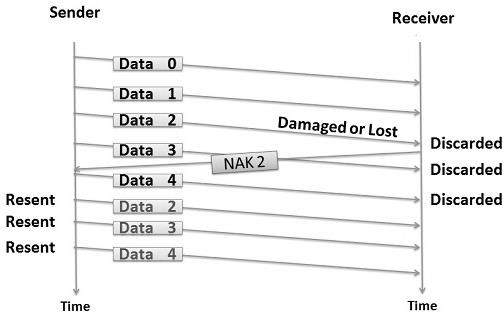 Sender Receiver
Data 0
Data 1
Data 2
Damaged or Lost
Data 3
Discarded
NAK 2
Discarded
Data 4
Resent Data 2 Discarded
Resent Data 3
Resent Data 4
Time Time